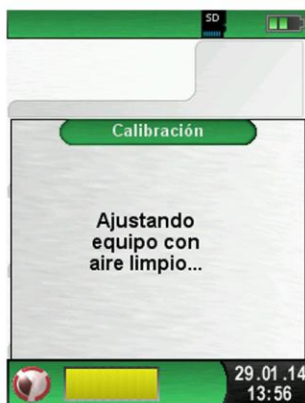 SD
Calibración
Ajustando
equipo con
aire limpio...
29.01.14
13:56